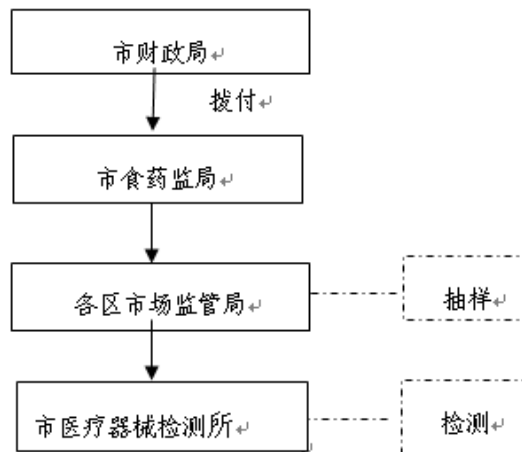 市财政局
拨付
市食药监局
各区市场监管局
抽样
市医疗器械检测所
检测